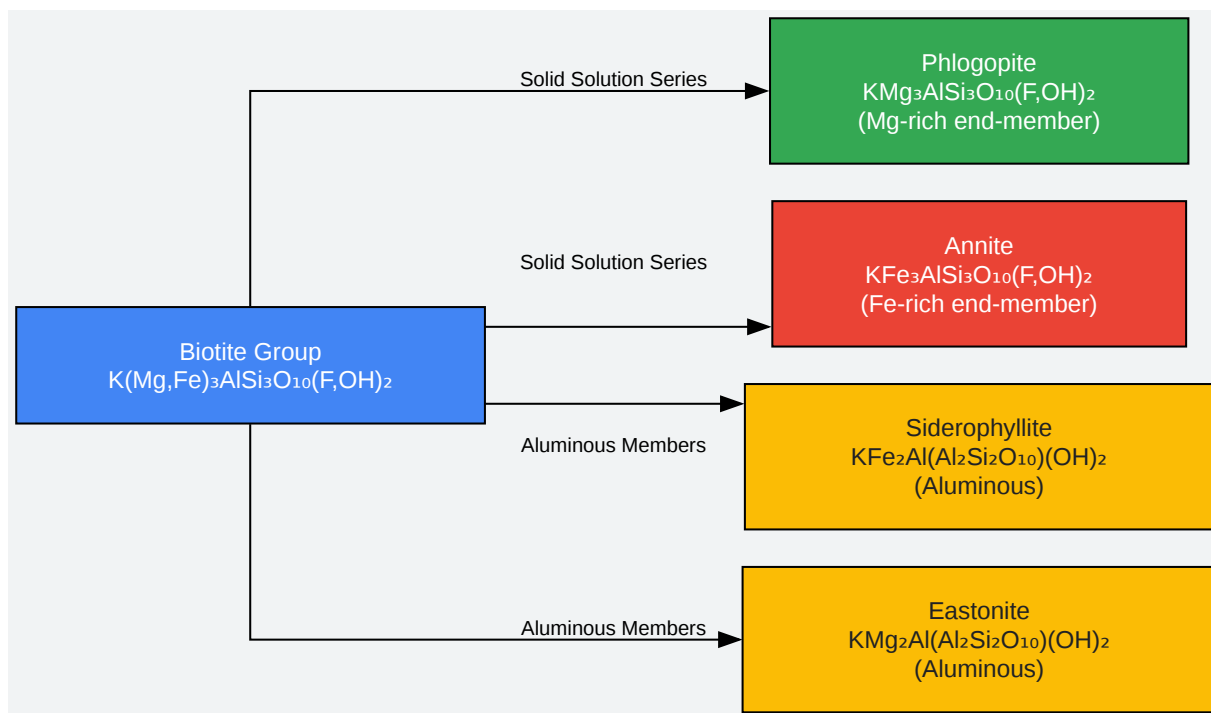 Solid Solution Series
Phlogopite
KMg₃AlSi₃O₁₀(F,OH)₂
(Mg-rich end-member)
Solid Solution Series
Annite
KFe₃AlSi₃O₁₀(F,OH)₂
(Fe-rich end-member)
Biotite Group
K(Mg,Fe)₃AlSi₃O₁₀(F,OH)₂
Aluminous Members
Siderophyllite
KFe₂Al(Al₂Si₂O₁₀)(OH)₂
(Aluminous)
Aluminous Members
Eastonite
KMg₂Al(Al₂Si₂O₁₀)(OH)₂
(Aluminous)